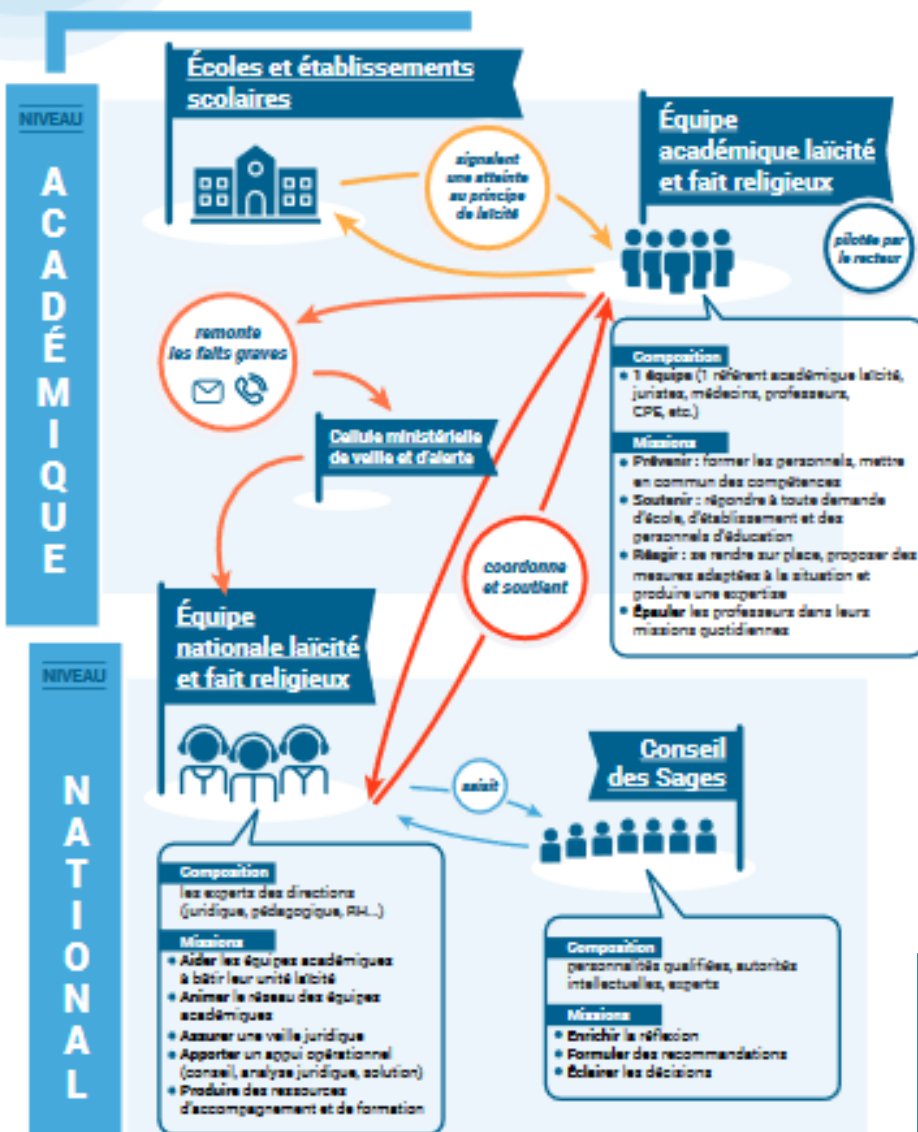 NIVEAU
ACADÉMIQUE
Écoles et établissements
scolaires
signalent
une atteinte
au principe
de laïcité
Équipe
académique laïcité
et fait religieux
pilotée par
le recteur
remonte
les faits graves
Cellule ministérielle
de veille et d'alerte
Composition
• 1 équipe (1 référent académique laïcité,
juristes, médecins, professeurs,
CPE, etc.)
Missions
• Prévenir : former les personnels, mettre
en commun des compétences
• Soutenir : répondre à toute demande
d'école, d'établissement et des
personnels d'éducation
• Réagir : se rendre sur place, proposer des
mesures adaptées à la situation et
produire une expertise
• Épauler les professeurs dans leurs
missions quotidiennes
coordonne
et soutient
NIVEAU
NATIONAL
Équipe
nationale laïcité
et fait religieux
saisit
Conseil
des Sages
Composition
les experts des directions
(juridique, pédagogique, RH...)
Missions
• Aider les équipes académiques
à bâtir leur unité laïcité
• Animer le réseau des équipes
académiques
• Assurer une veille juridique
• Apporter un appui opérationnel
(conseil, analyse juridique, solution)
• Produire des ressources
d'accompagnement et de formation
Composition
personnalités qualifiées, autorités
intellectuelles, experts
Missions
• Enrichir la réflexion
• Formuler des recommandations
• Éclairer les décisions